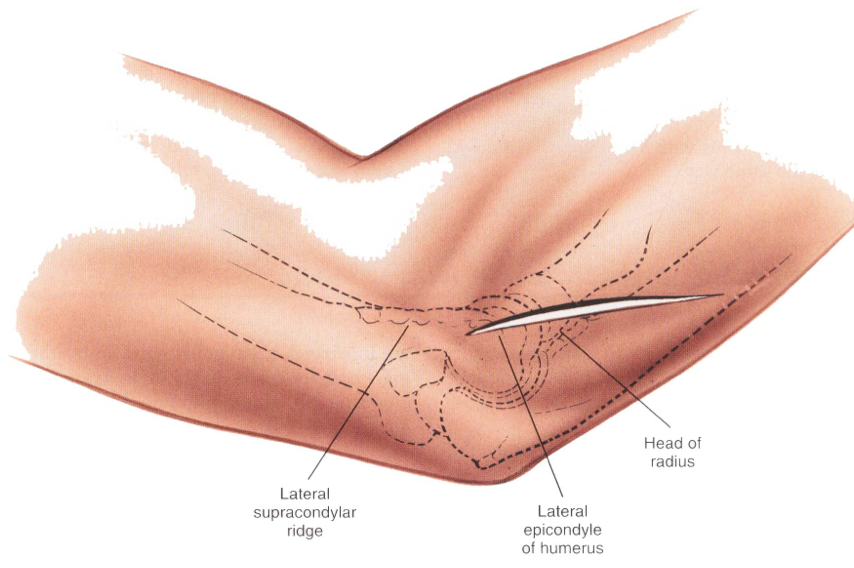 Lateral
supracondylar
ridge
Lateral
epicondyle
of humerus
Head of
radius